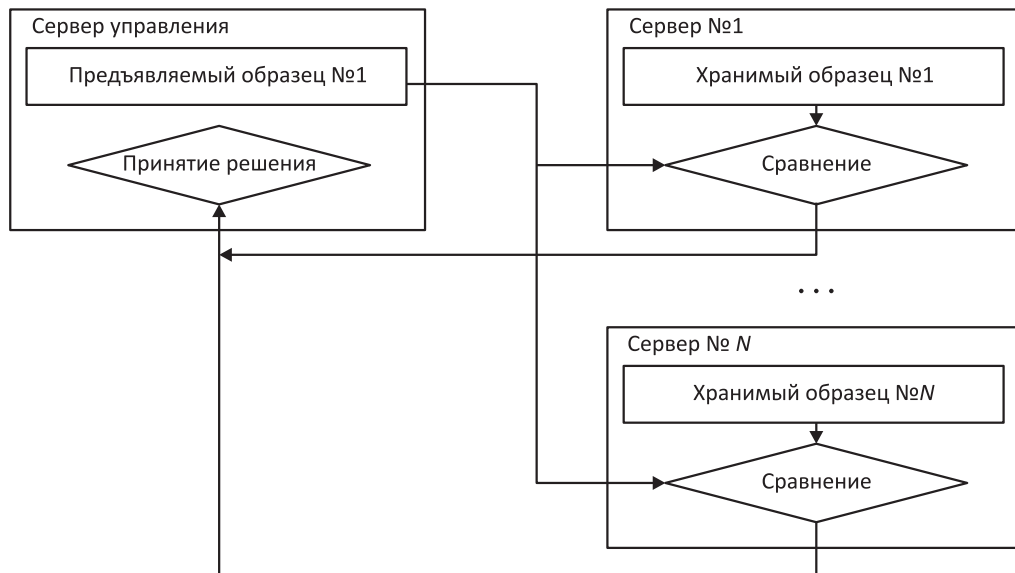 Сервер управления
Предъявляемый образец №1
Принятие решения
Сервер №1
Хранимый образец №1
Сравнение
...
Сервер № N
Хранимый образец №N
Сравнение